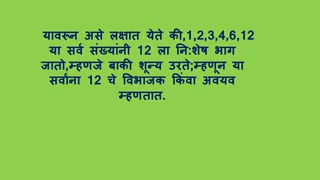 यावरून असे लक्षात येते की,1,2,3,4,6,12
या सर्व संख्यांनी 12 ला नि:शेष भाग
जातो,म्हणजे बाकी शून्य उरते;म्हणून या
सर्वांना 12 चे विभाजक किंवा अवयव
म्हणतात.